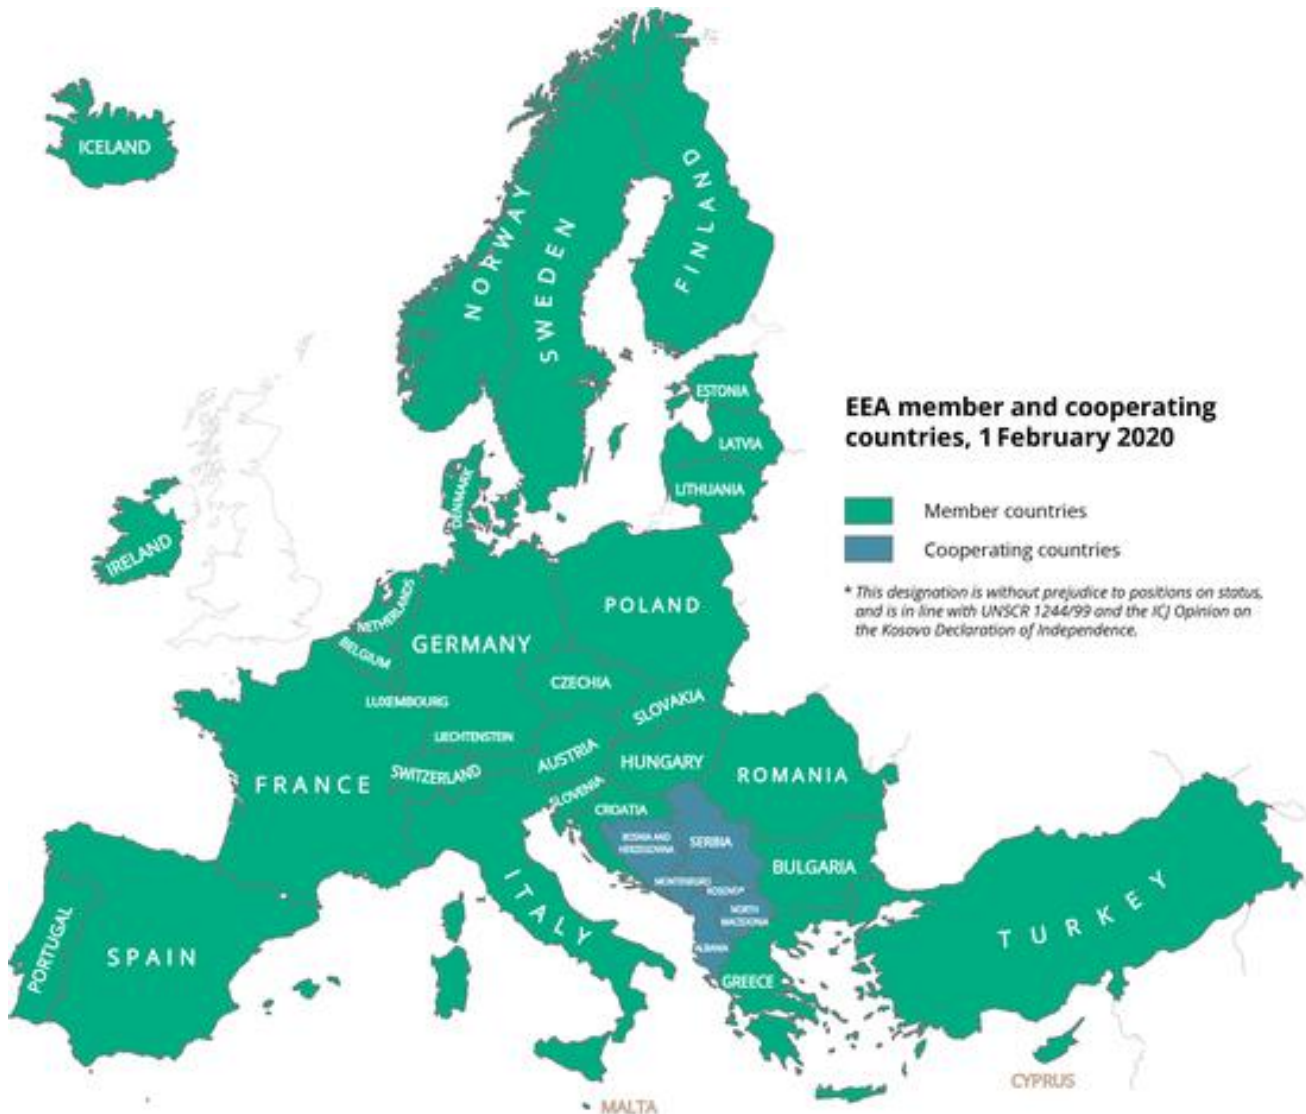 ICELAND
NORWAY
SWEDEN
FINLAND
ESTONIA
LATVIA
LITHUANIA
DENMARK
IRELAND
NETHERLANDS
BELGIUM
GERMANY
POLAND
LUXEMBOURG
CZECHIA
SLOVAKIA
LIECHTENSTEIN
AUSTRIA
HUNGARY
SWITZERLAND
FRANCE
SLOVENIA
ROMANIA
CROATIA
BOSNIA AND
HERZEGOVINA
SERBIA
BULGARIA
MONTENEGRO
KOSOVO*
NORTH
MACEDONIA
ALBANIA
ITALY
PORTUGAL
SPAIN
GREECE
TURKEY
CYPRUS
MALTA
EEA member and cooperating
countries, 1 February 2020
Member countries
Cooperating countries
* This designation is without prejudice to positions on status,
and is in line with UNSCR 1244/99 and the ICJ Opinion on
the Kosovo Declaration of Independence.